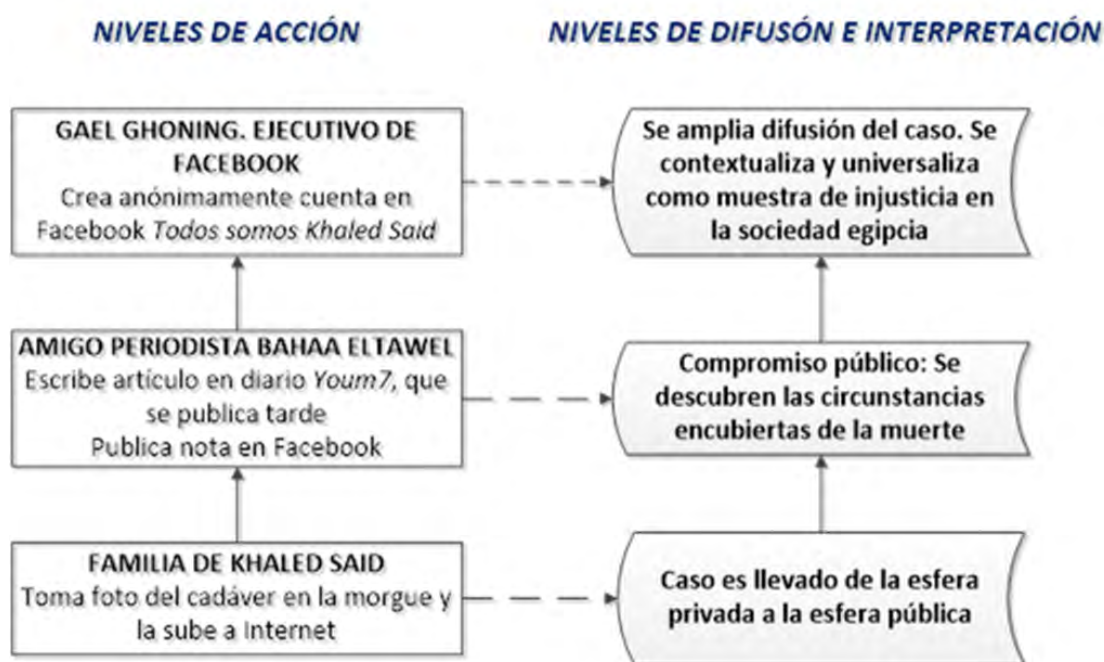 NIVELES DE ACCIÓN
NIVELES DE DIFUSÓN E INTERPRETACIÓN
GAEL GHONING. EJECUTIVO DE
FACEBOOK
Crea anónimamente cuenta en
Facebook Todos somos Khaled Said
Se amplia difusión del caso. Se
contextualiza y universaliza
como muestra de injusticia en
la sociedad egipcia
AMIGO PERIODISTA BAHAA ELTAWEL
Escribe artículo en diario Youm7, que
se publica tarde
Publica nota en Facebook
Compromiso público: Se
descubren las circunstancias
encubiertas de la muerte
FAMILIA DE KHALED SAID
Toma foto del cadáver en la morgue y
la sube a Internet
Caso es llevado de la esfera
privada a la esfera pública